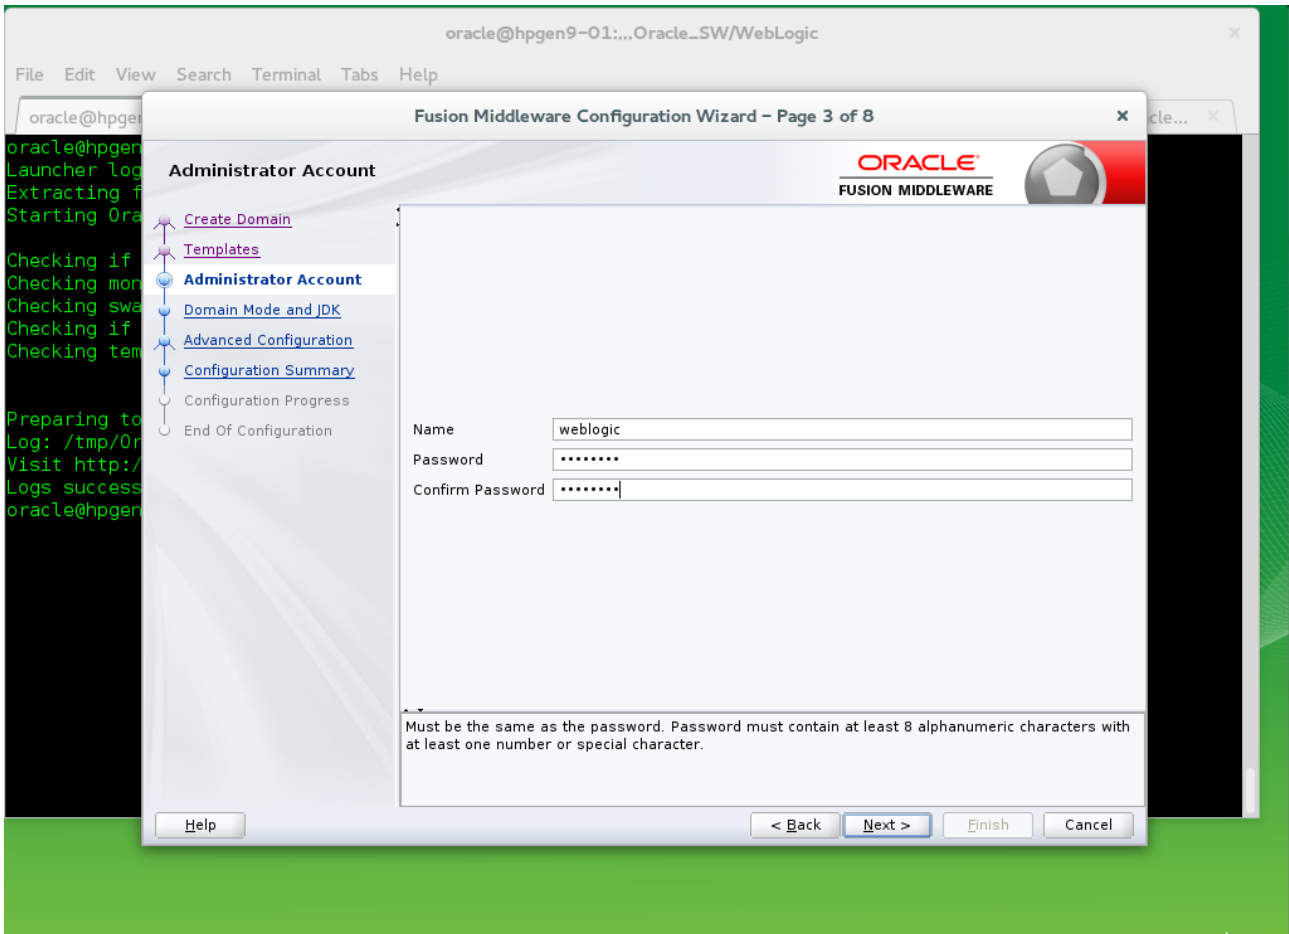 oracle@hpgen9-01:...Oracle_SW/WebLogic
File Edit View Search Terminal Tabs Help
oracle@hpgen
cle...
Fusion Middleware Configuration Wizard - Page 3 of 8
Administrator Account
ORACLE
FUSION MIDDLEWARE
oracle@hpgen
Launcher log
Extracting f
Starting Ora
Checking if
Checking mon
Checking swa
Checking if
Checking tem
Preparing to
Log: /tmp/Or
Visit http:/
Logs success
oracle@hpgen
Create Domain
Templates
Administrator Account
Domain Mode and JDK
Advanced Configuration
Configuration Summary
Configuration Progress
End Of Configuration
Name weblogic
Password ••••••••
Confirm Password ••••••••
Must be the same as the password. Password must contain at least 8 alphanumeric characters with
at least one number or special character.
Help < Back Next > Finish Cancel